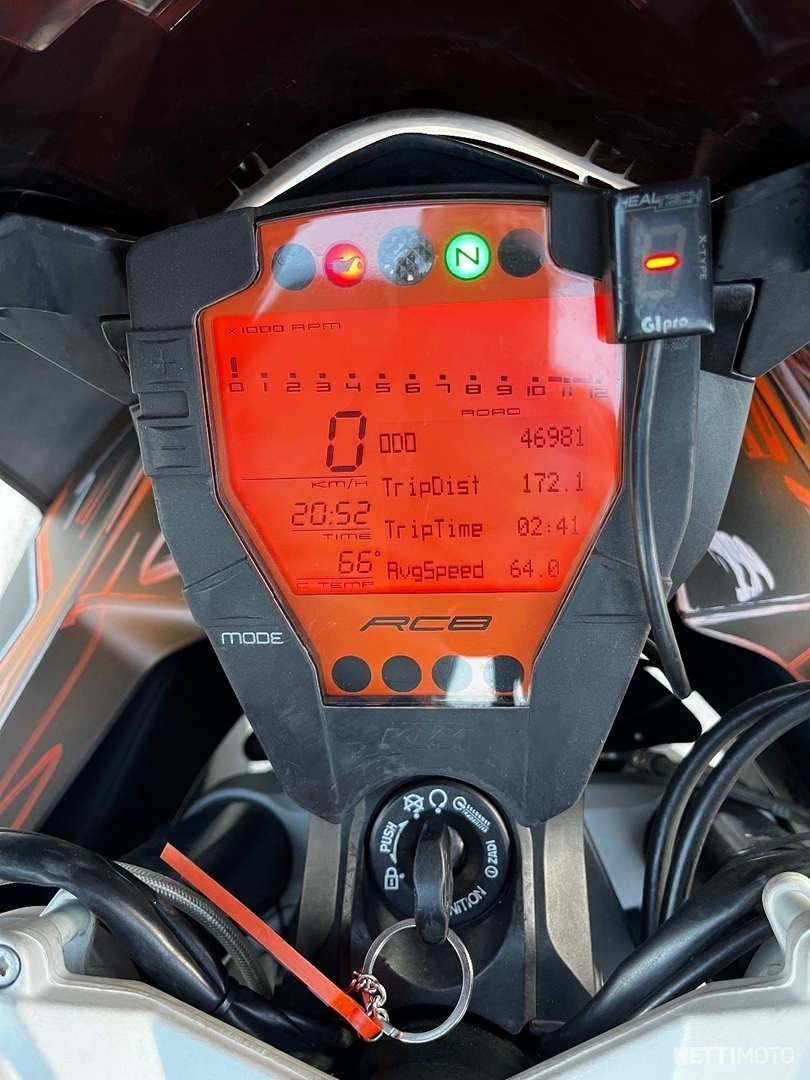 HEALTECH
X-TYPE
GIpro
N
X1000 RPM
0 1 2 3 4 5 6 7 8 9 10 11 12
ROAD
0
KM/H
ODO 46981
TripDist 172.1
20:52
TIME
TripTime 02:41
66°
C TEMP
AvgSpeed 64.0
RC8
MODE
KTM
PUSH
ZADI
IGNITION
NETTIMOTO